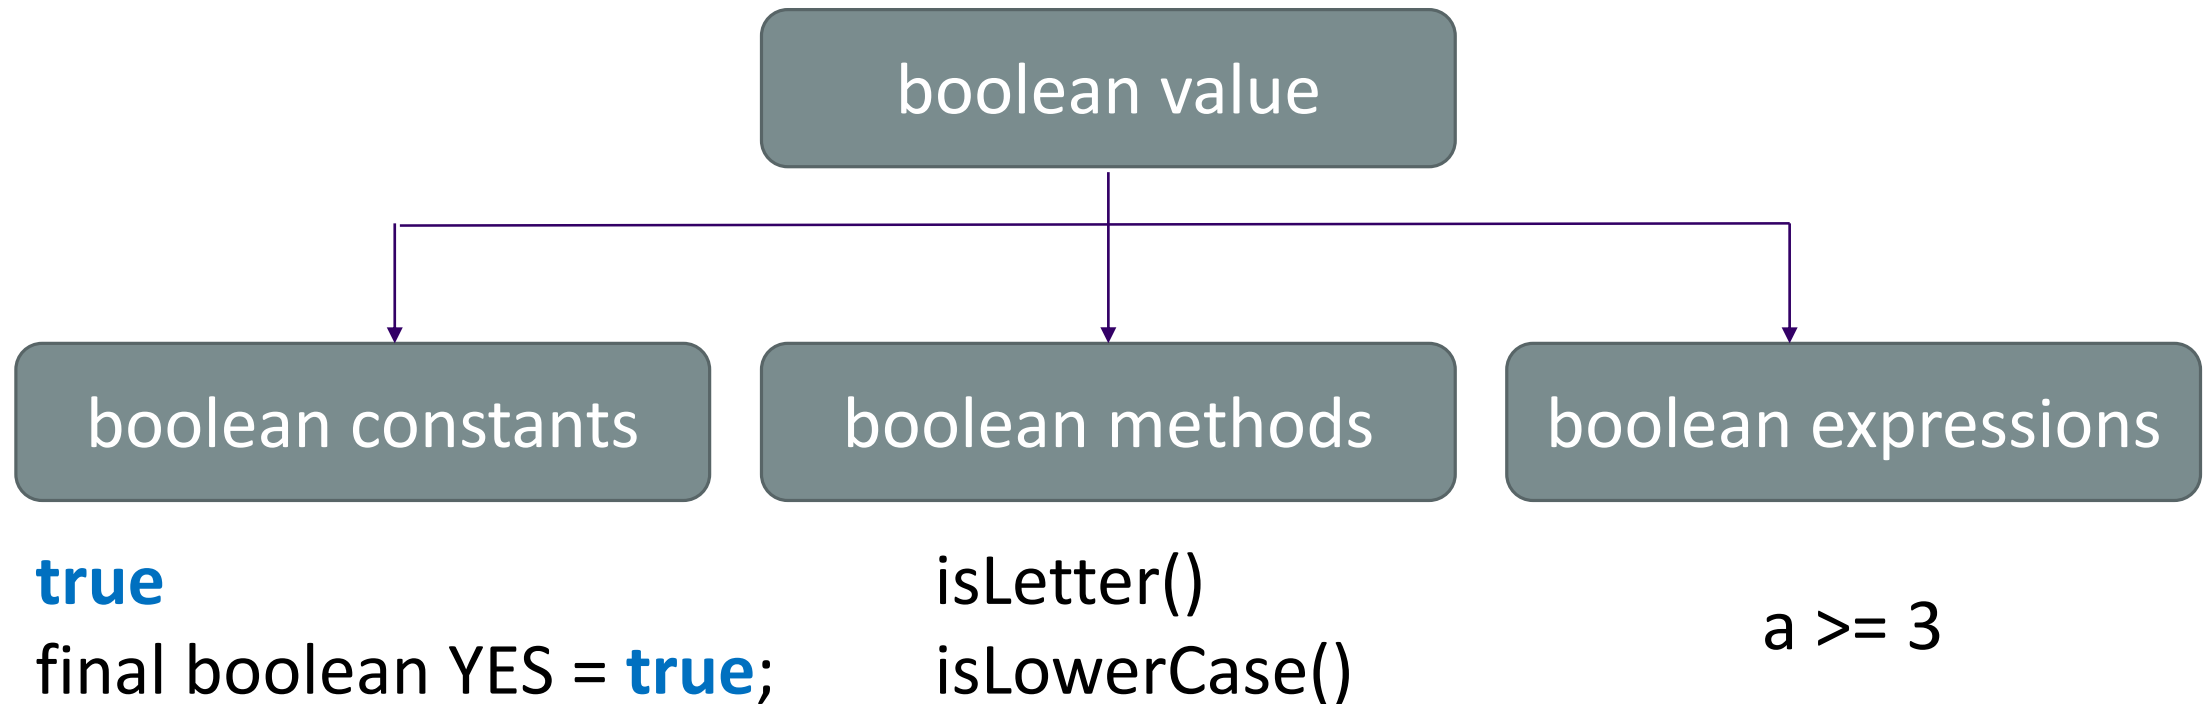 boolean value
boolean constants
boolean methods
boolean expressions
true
final boolean YES = true;
isLetter()
isLowerCase()
a >= 3